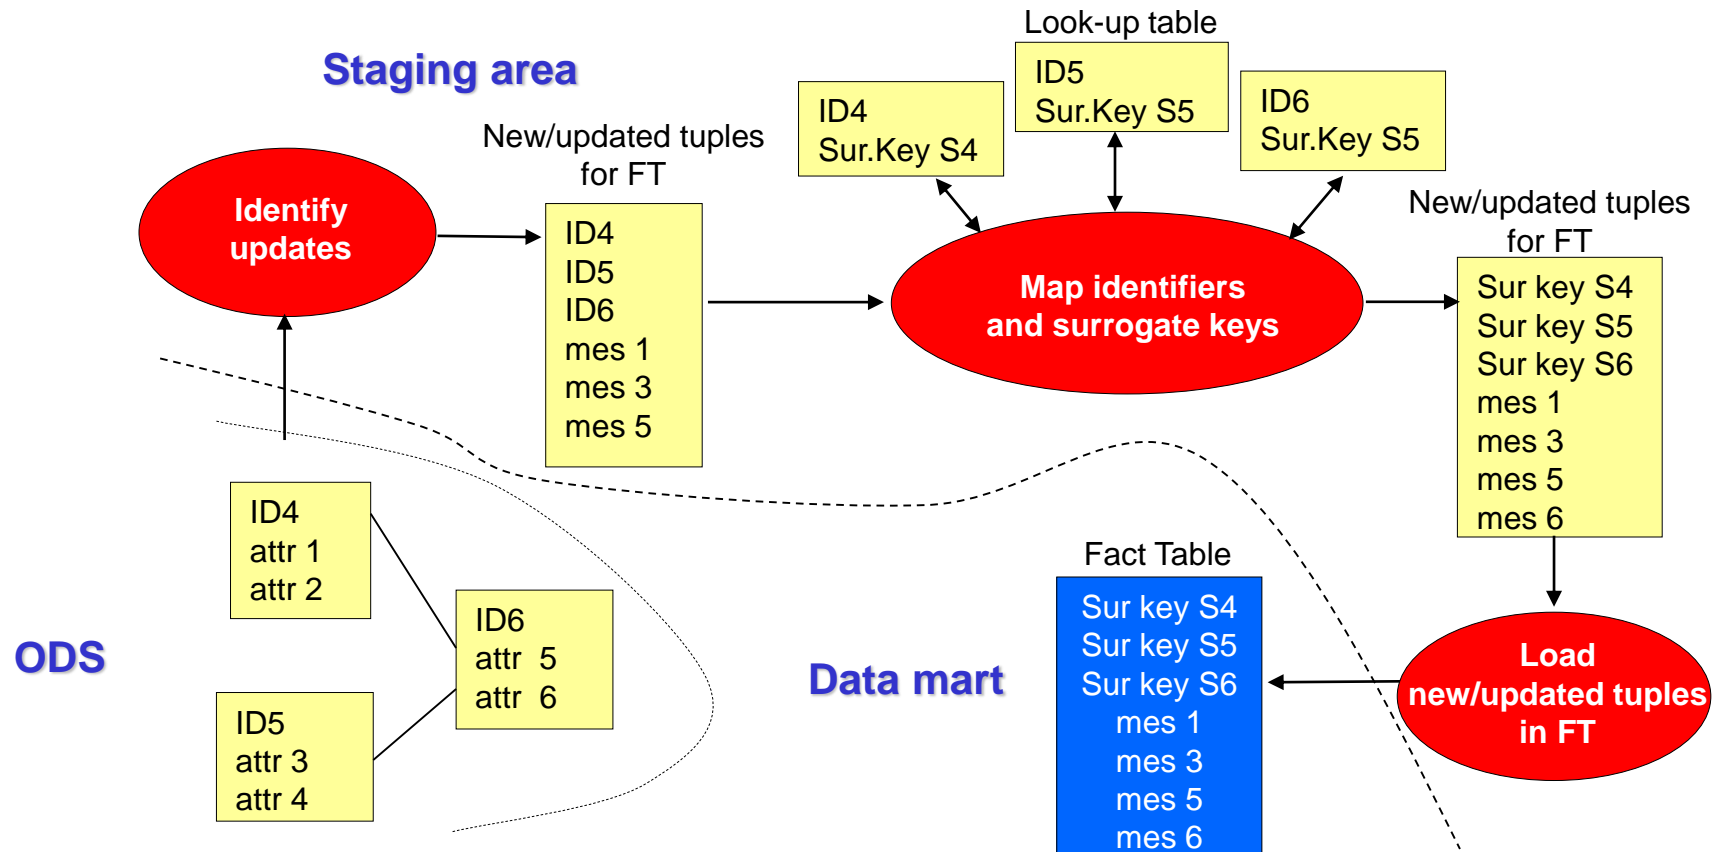 Look-up table
Staging area
ID4
Sur.Key S4
ID5
Sur.Key S5
ID6
Sur.Key S5
New/updated tuples
for FT
Identify
updates
ID4
ID5
ID6
mes 1
mes 3
mes 5
Map identifiers
and surrogate keys
New/updated tuples
for FT
Sur key S4
Sur key S5
Sur key S6
mes 1
mes 3
mes 5
mes 6
ODS
ID4
attr 1
attr 2
ID6
attr  5
attr  6
ID5
attr 3
attr 4
Data mart
Fact Table
Sur key S4
Sur key S5
Sur key S6
mes 1
mes 3
mes 5
mes 6
Load
new/updated tuples
in FT